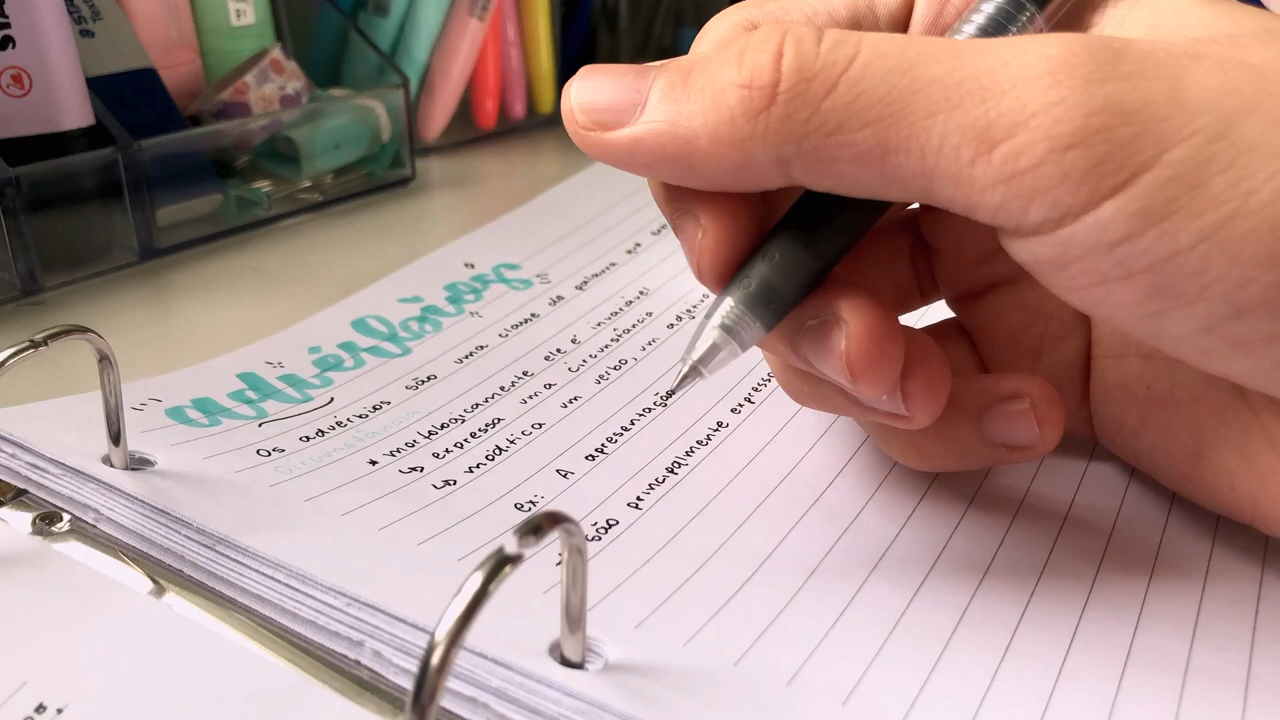 advérbios
Os advérbios são uma classe de palavra que
circunstância
* morfologicamente ele é invariável
↳ expressa uma circunstância
↳ modifica um verbo, um adjetivo
ex: A apresentação
são principalmente expresso